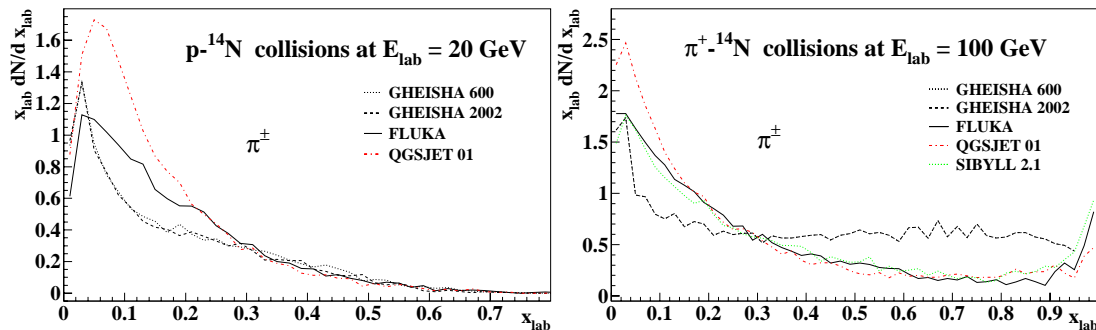 x_lab dN/d x_lab
p-¹⁴N collisions at E_lab = 20 GeV
GHEISHA 600
GHEISHA 2002
FLUKA
QGSJET 01
π±
1.6
1.4
1.2
1
0.8
0.6
0.4
0.2
0
0 0.1 0.2 0.3 0.4 0.5 0.6 0.7
x_lab
x_lab dN/d x_lab
π⁺-¹⁴N collisions at E_lab = 100 GeV
GHEISHA 600
GHEISHA 2002
FLUKA
QGSJET 01
SIBYLL 2.1
π±
2.5
2
1.5
1
0.5
0
0 0.1 0.2 0.3 0.4 0.5 0.6 0.7 0.8 0.9
x_lab